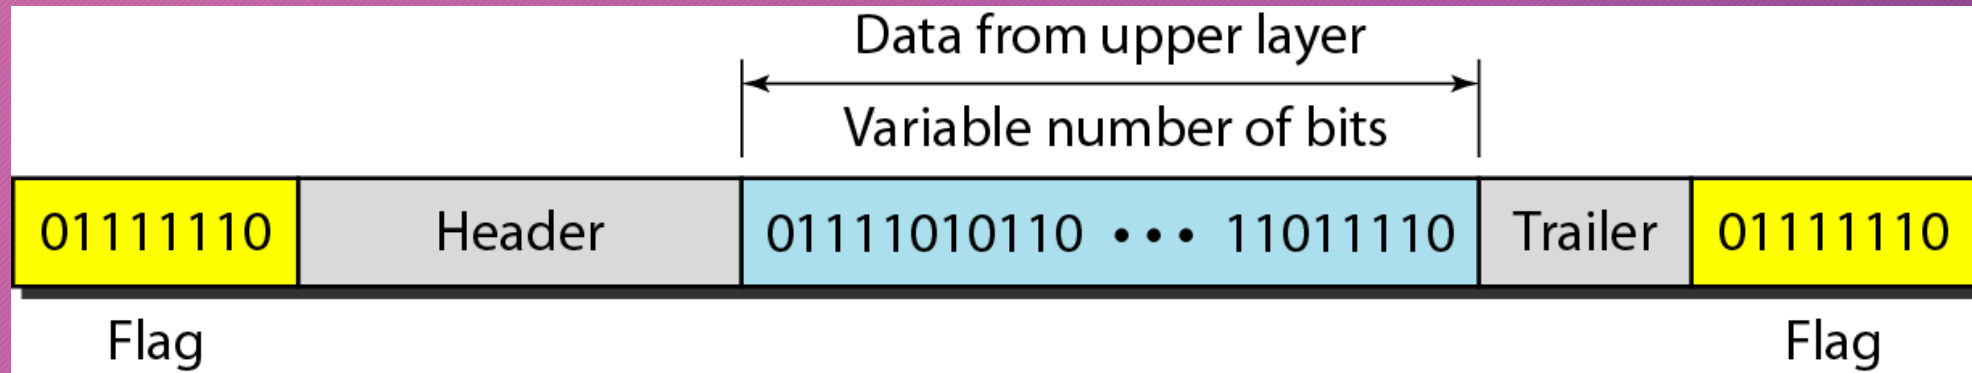 Data from upper layer
Variable number of bits
01111110 Header 01111010110 ••• 11011110 Trailer 01111110
Flag Flag